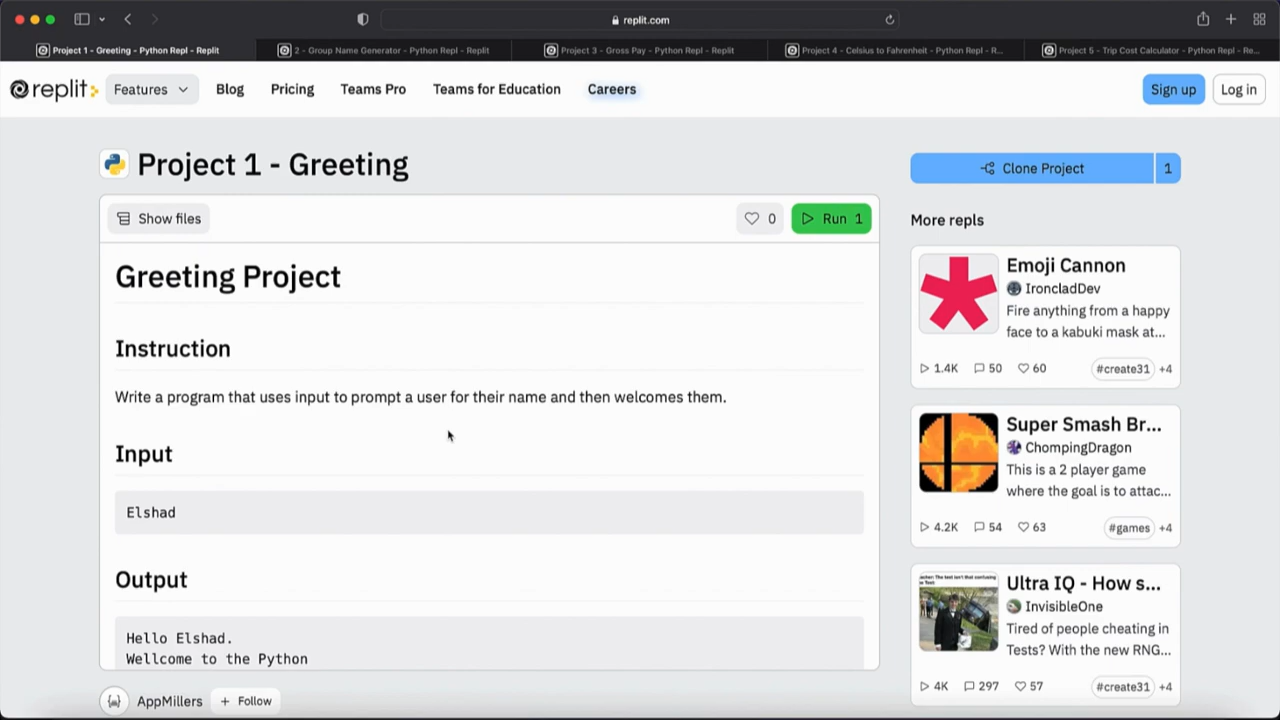 replit.com
Project 1 - Greeting - Python Repl - Replit
2 - Group Name Generator - Python Repl - Replit
Project 3 - Gross Pay - Python Repl - Replit
Project 4 - Celsius to Fahrenheit - Python Repl - R...
Project 5 - Trip Cost Calculator - Python Repl - Re...
replit
Features
Blog
Pricing
Teams Pro
Teams for Education
Careers
Sign up
Log in
Project 1 - Greeting
Show files
0
Run 1
Greeting Project
Instruction
Write a program that uses input to prompt a user for their name and then welcomes them.
Input
Elshad
Output
Hello Elshad.
Wellcome to the Python
AppMillers
+ Follow
Clone Project
1
More repls
Emoji Cannon
IroncladDev
Fire anything from a happy
face to a kabuki mask at...
1.4K 50 60 #create31 +4
Super Smash Br...
ChompingDragon
This is a 2 player game
where the goal is to attac...
4.2K 54 63 #games +4
Ultra IQ - How s...
InvisibleOne
Tired of people cheating in
Tests? With the new RNG...
4K 297 57 #create31 +4